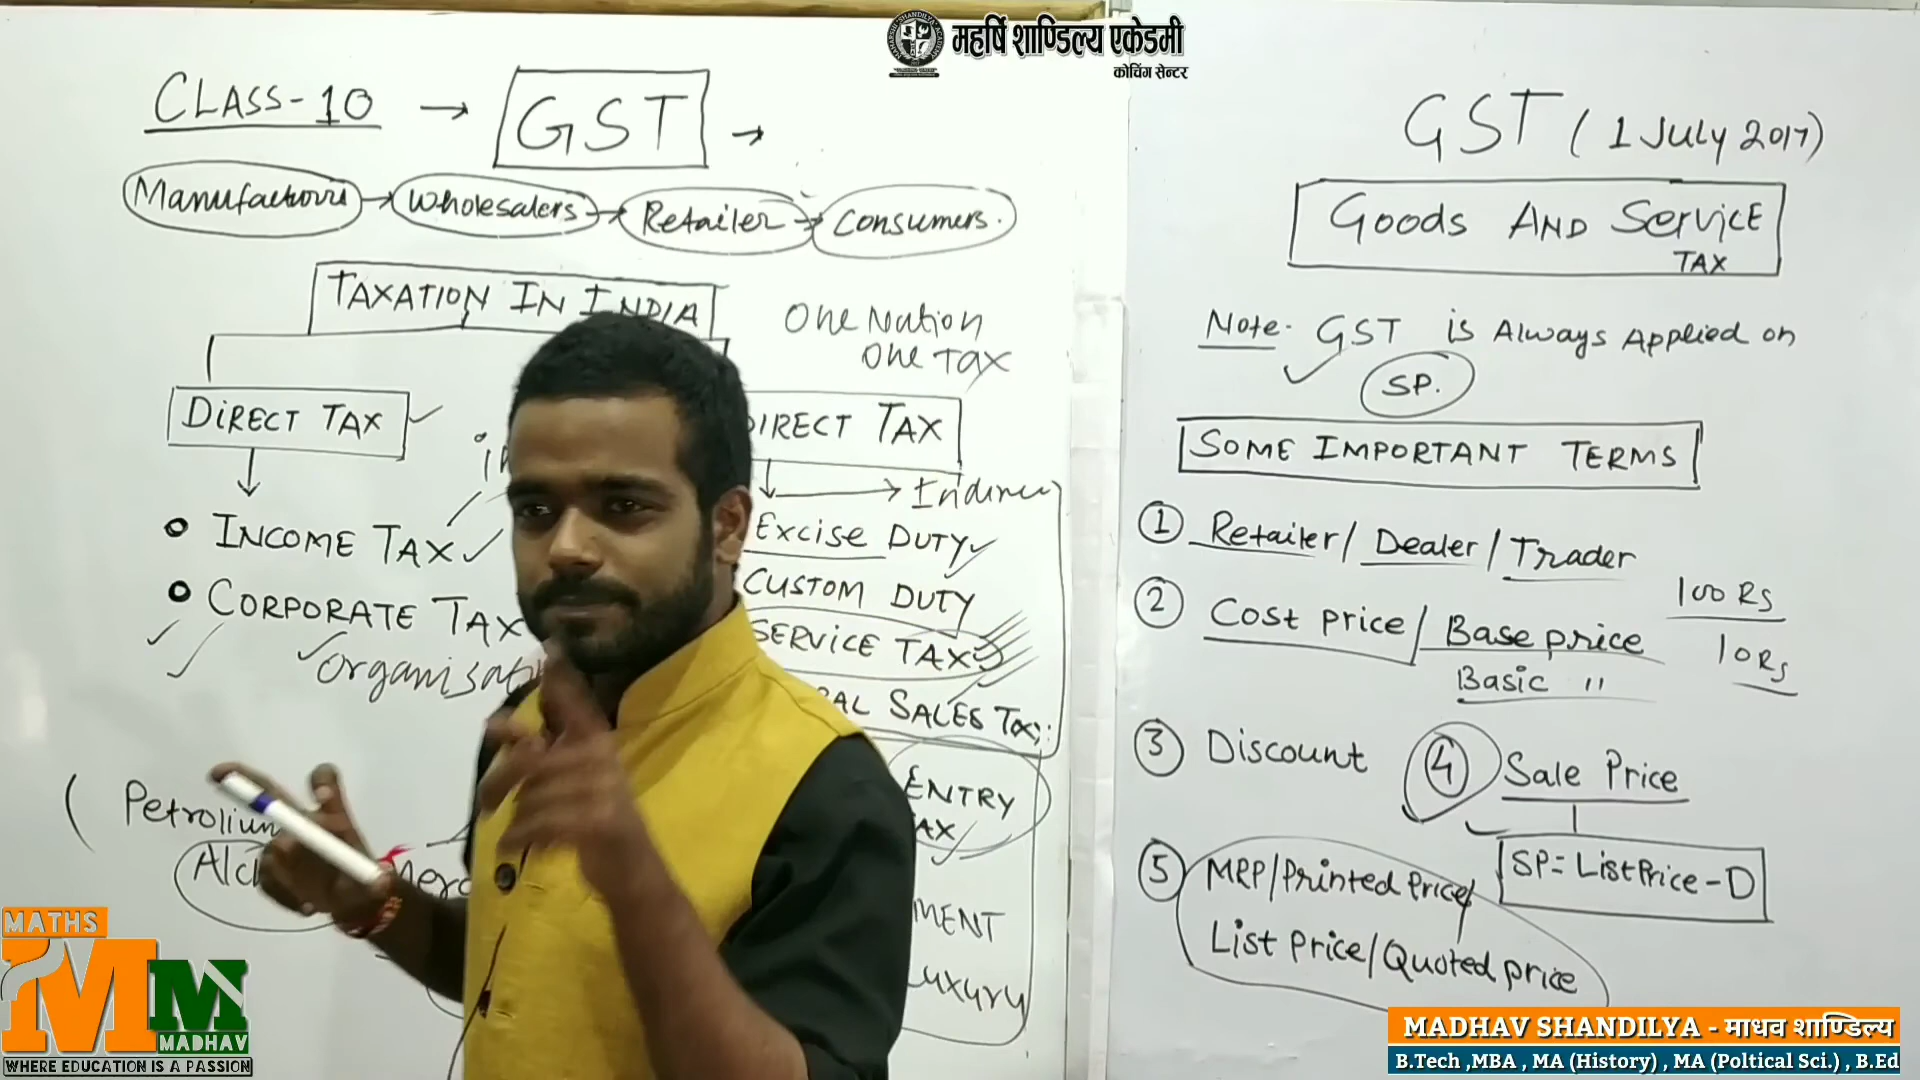 महर्षि शाण्डिल्य एकेडमी
कोचिंग सेन्टर
CLASS-10 → GST →
Manufacturers → Wholesalers → Retailer → Consumers.
TAXATION IN INDIA
One Nation
One Tax
DIRECT TAX
DIRECT TAX
INCOME TAX
CORPORATE TAX
Indirect
Excise DUTY
CUSTOM DUTY
SERVICE TAX
SALES TAX
ENTRY
TAX
MENT
Luxury
GST (1 July 2017)
Goods AND Service
TAX
Note- GST is Always Applied on
SP.
SOME IMPORTANT TERMS
① Retailer/ Dealer/ Trader
② Cost price/ Base price
Basic "
100 Rs
10 Rs
③ Discount
④ Sale Price
SP = List Price - D
⑤ MRP/Printed Price/
List Price/Quoted price
MATHS
MM
MADHAV
WHERE EDUCATION IS A PASSION
MADHAV SHANDILYA - माधव शाण्डिल्य
B.Tech ,MBA , MA (History) , MA (Poltical Sci.) , B.Ed